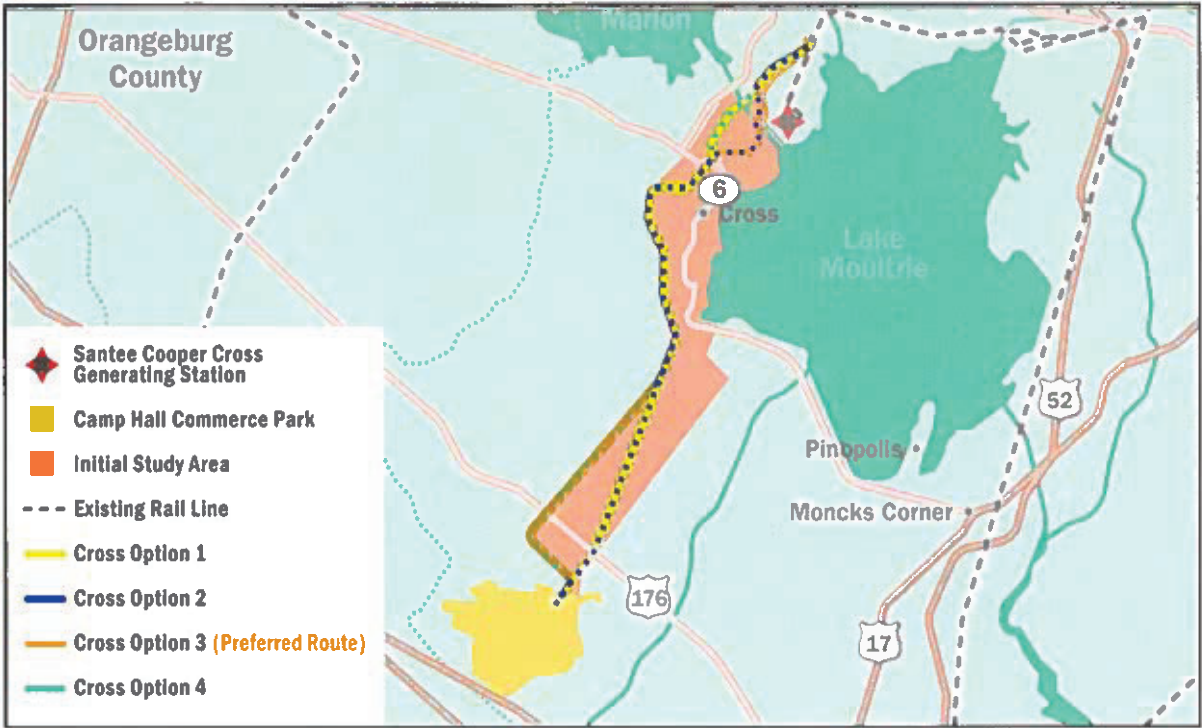 Marion
Orangeburg
County
6
Cross
Lake
Moultrie
Santee Cooper Cross
Generating Station
Camp Hall Commerce Park
Initial Study Area
Existing Rail Line
Cross Option 1
Cross Option 2
Cross Option 3 (Preferred Route)
Cross Option 4
52
Pinopolis
Moncks Corner
176
17